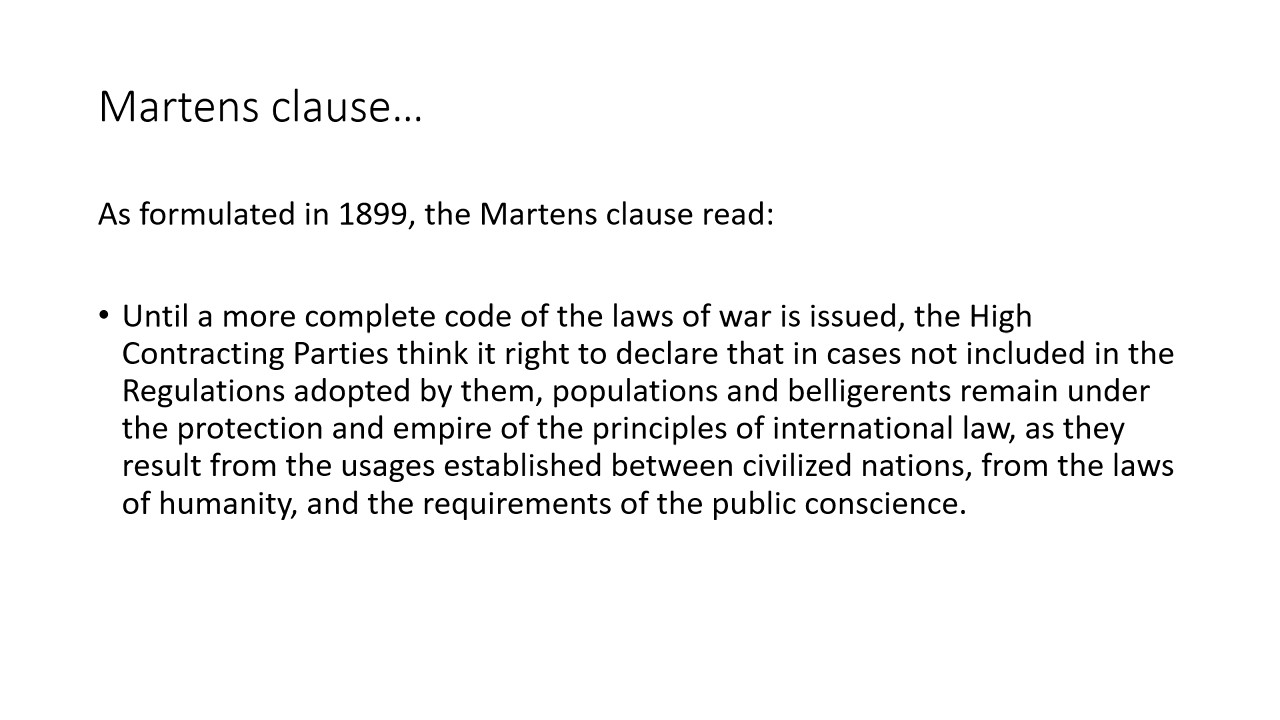 Martens clause…
As formulated in 1899, the Martens clause read:
• Until a more complete code of the laws of war is issued, the High
Contracting Parties think it right to declare that in cases not included in the
Regulations adopted by them, populations and belligerents remain under
the protection and empire of the principles of international law, as they
result from the usages established between civilized nations, from the laws
of humanity, and the requirements of the public conscience.